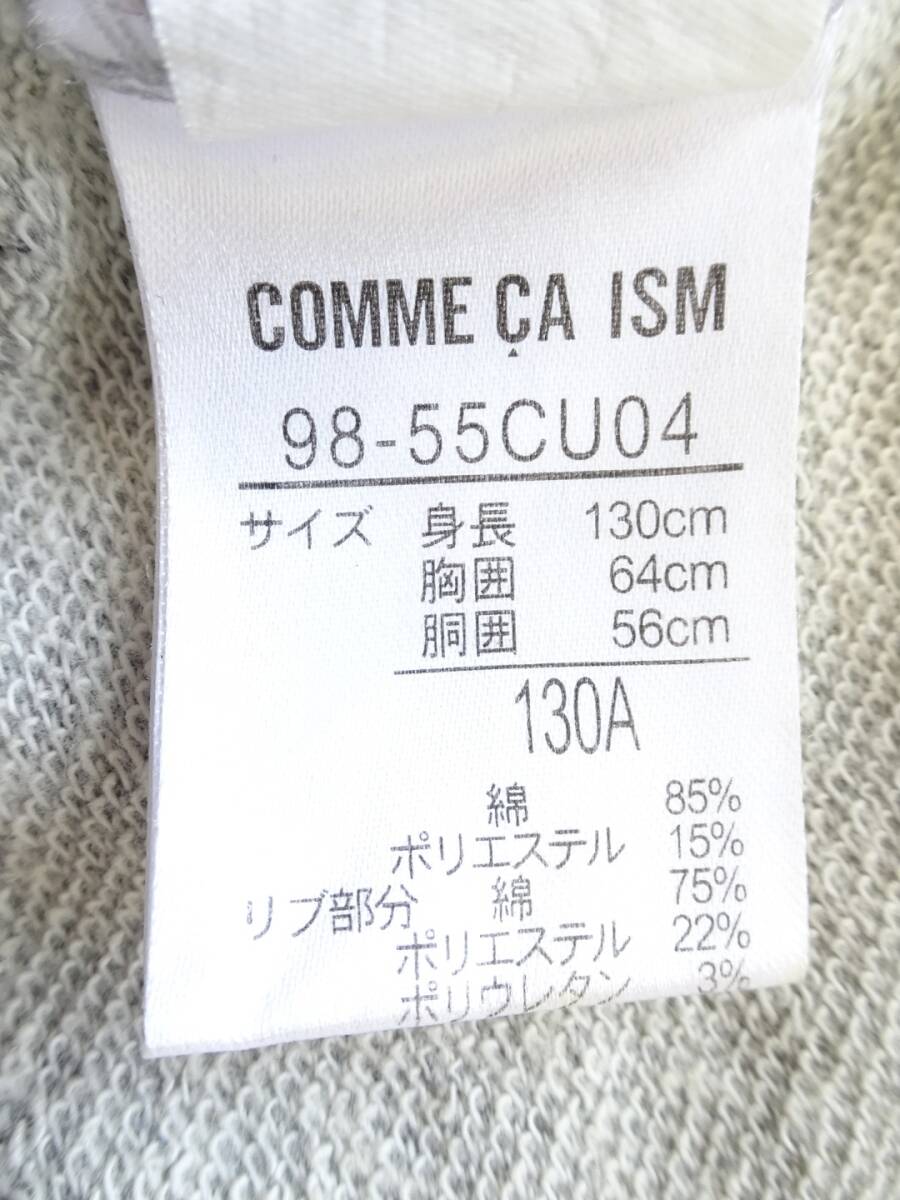 COMME ÇA ISM
98-55CU04
サイズ 身長 130cm
胸囲 64cm
胴囲 56cm
130A
綿 85%
ポリエステル 15%
リブ部分 綿 75%
ポリエステル 22%
ポリウレタン 3%